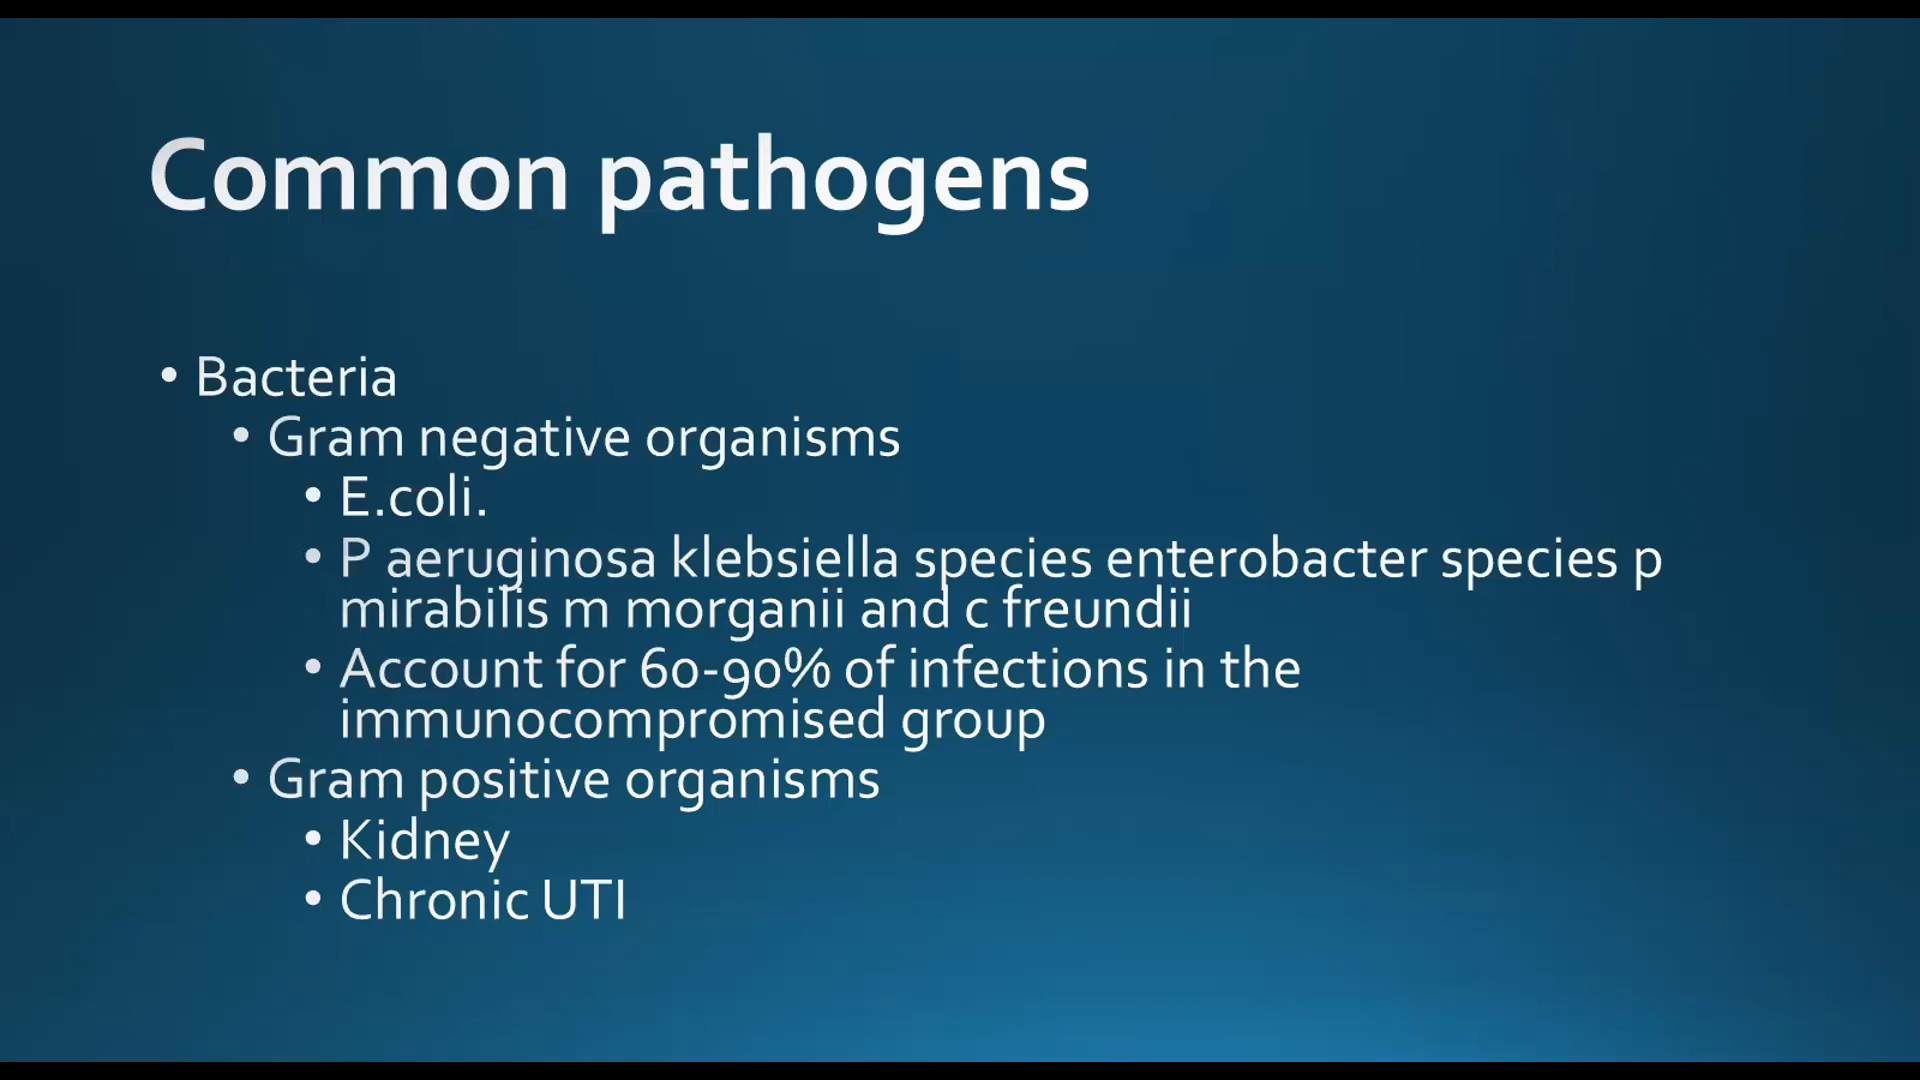 Common pathogens
• Bacteria
• Gram negative organisms
• E.coli.
• P aeruginosa klebsiella species enterobacter species p
mirabilis m morganii and c freundii
• Account for 60-90% of infections in the
immunocompromised group
• Gram positive organisms
• Kidney
• Chronic UTI